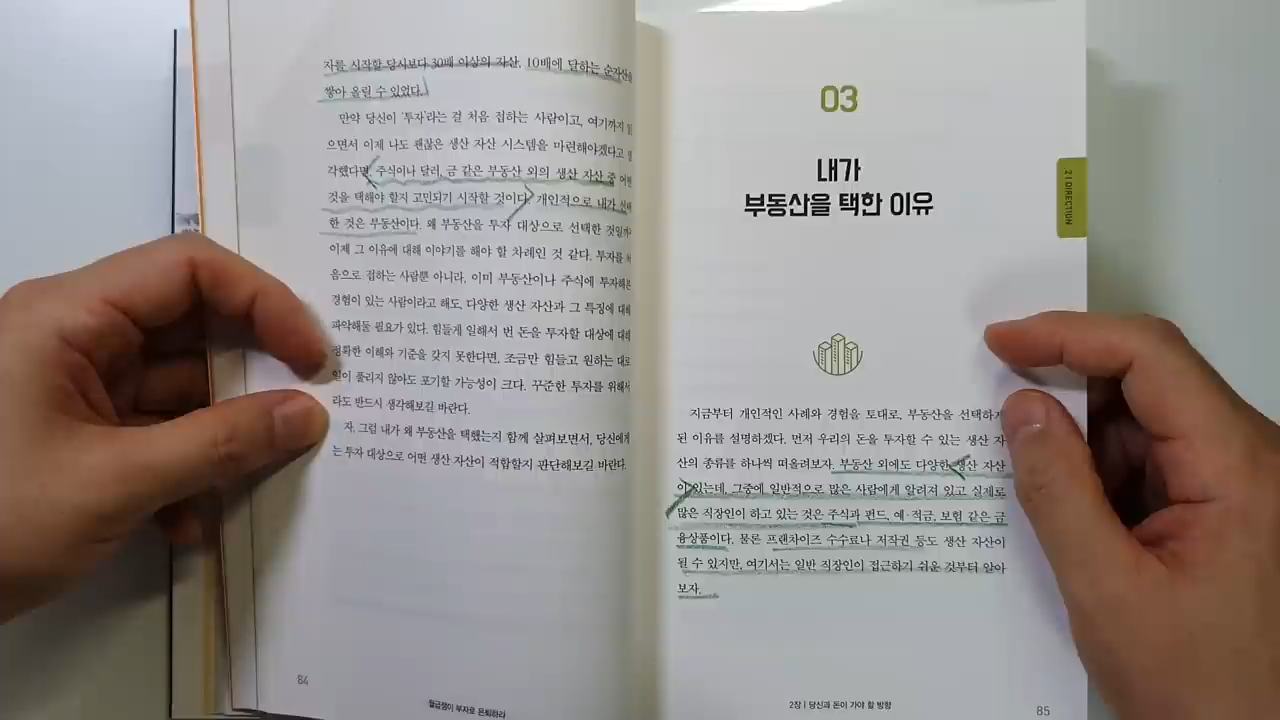 자를 시작할 당시보다 30배 이상의 자산, 10배에 달하는 순자산을
쌓아 올릴 수 있었다.
만약 당신이 '투자'라는 걸 처음 접하는 사람이고, 여기까지
으면서 이제 나도 괜찮은 생산 자산 시스템을 마련해야겠다고
각했다면, 주식이나 달러, 금 같은 부동산 외의 생산 자산 중 어떤
것을 택해야 할지 고민되기 시작할 것이다. 개인적으로 내가 선택
한 것은 부동산이다. 왜 부동산을 투자 대상으로 선택한 것일까
이제 그 이유에 대해 이야기를 해야 할 차례인 것 같다. 투자를 처
음으로 접하는 사람뿐 아니라, 이미 부동산이나 주식에 투자해본
경험이 있는 사람이라고 해도, 다양한 생산 자산과 그 특징에 대해
파악해둘 필요가 있다. 힘들게 일해서 번 돈을 투자할 대상에 대해
정확한 이해와 기준을 갖지 못한다면, 조금만 힘들고 원하는 대로
일이 풀리지 않아도 포기할 가능성이 크다. 꾸준한 투자를 위해서
라도 반드시 생각해보길 바란다.
자, 그럼 내가 왜 부동산을 택했는지 함께 살펴보면서, 당신에게
는 투자 대상으로 어떤 생산 자산이 적합할지 판단해보길 바란다.
84
월급쟁이 부자로 은퇴하라
03
내가
부동산을 택한 이유
2 | DIRECTION
지금부터 개인적인 사례와 경험을 토대로, 부동산을 선택하게
된 이유를 설명하겠다. 먼저 우리의 돈을 투자할 수 있는 생산 자
산의 종류를 하나씩 떠올려보자. 부동산 외에도 다양한 생산 자산
이 있는데, 그중에 일반적으로 많은 사람에게 알려져 있고 실제로
많은 직장인이 하고 있는 것은 주식과 펀드, 예·적금, 보험 같은 금
융상품이다. 물론 프랜차이즈 수수료나 저작권 등도 생산 자산이
될 수 있지만, 여기서는 일반 직장인이 접근하기 쉬운 것부터 알아
보자.
2장 | 당신과 돈이 가야 할 방향
85